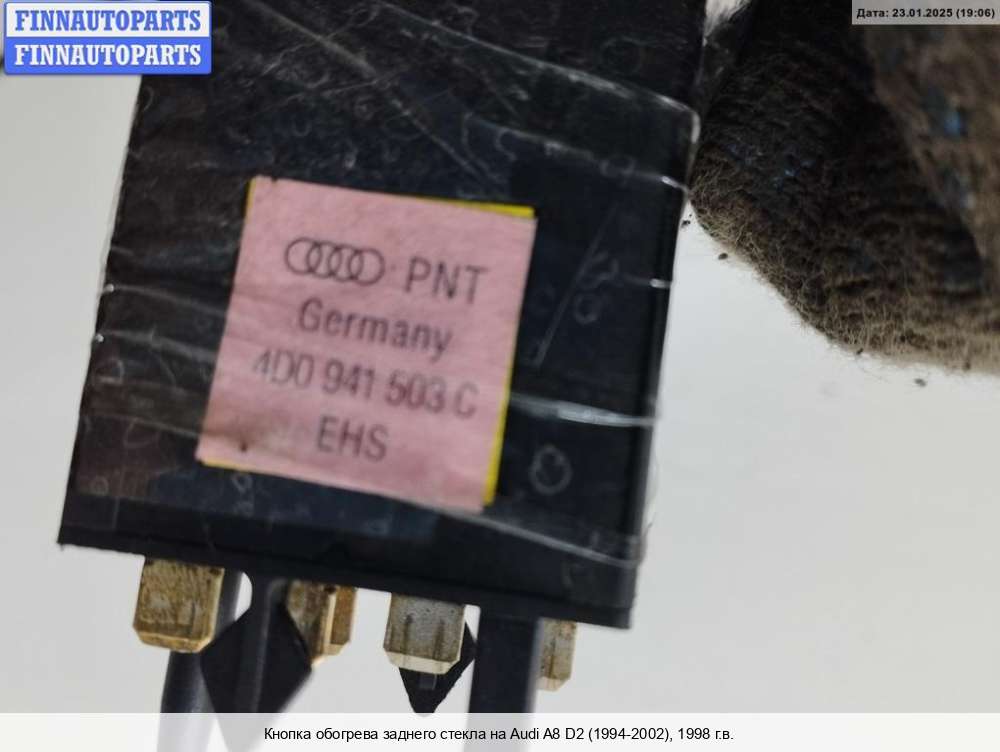 FINNAUTOPARTS
FINNAUTOPARTS
Дата: 23.01.2025 (19:06)
PNT
Germany
4D0 941 503 C
EHS
Кнопка обогрева заднего стекла на Audi A8 D2 (1994-2002), 1998 г.в.